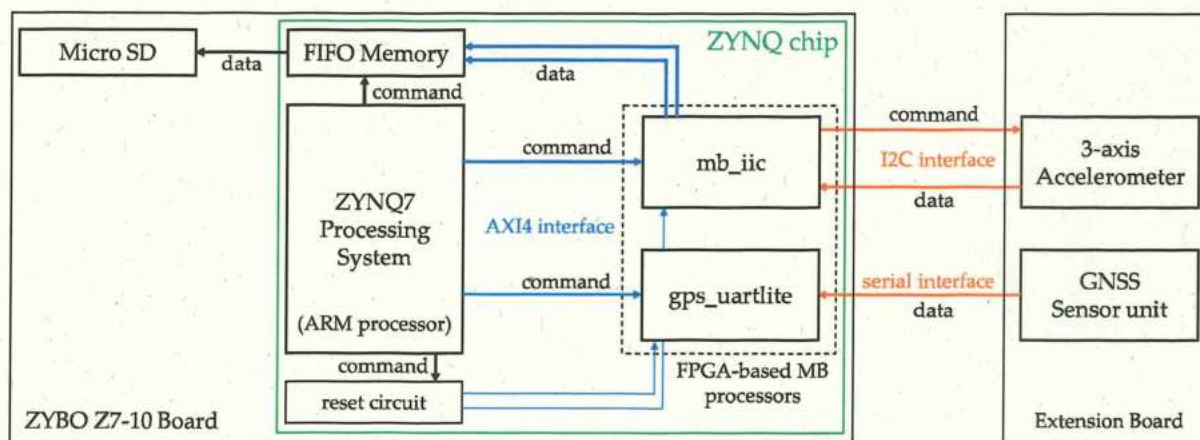 ZYNQ chip
Micro SD
data
FIFO Memory
data
command
command
command
mb_iic
I2C interface
3-axis
Accelerometer
data
ZYNQ7
Processing
System
AXI4 interface
command
gps_uartlite
serial interface
data
GNSS
Sensor unit
(ARM processor)
command
FPGA-based MB
processors
reset circuit
ZYBO Z7-10 Board
Extension Board